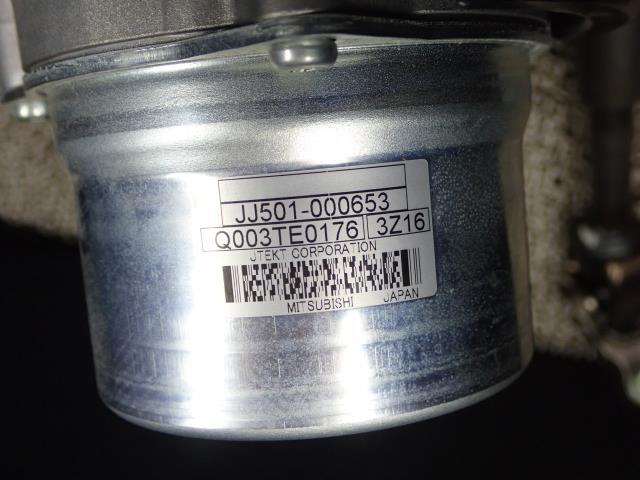 JJ501-000653
Q003TE0176 3Z16
JTEKT CORPORATION
MITSUBISHI JAPAN